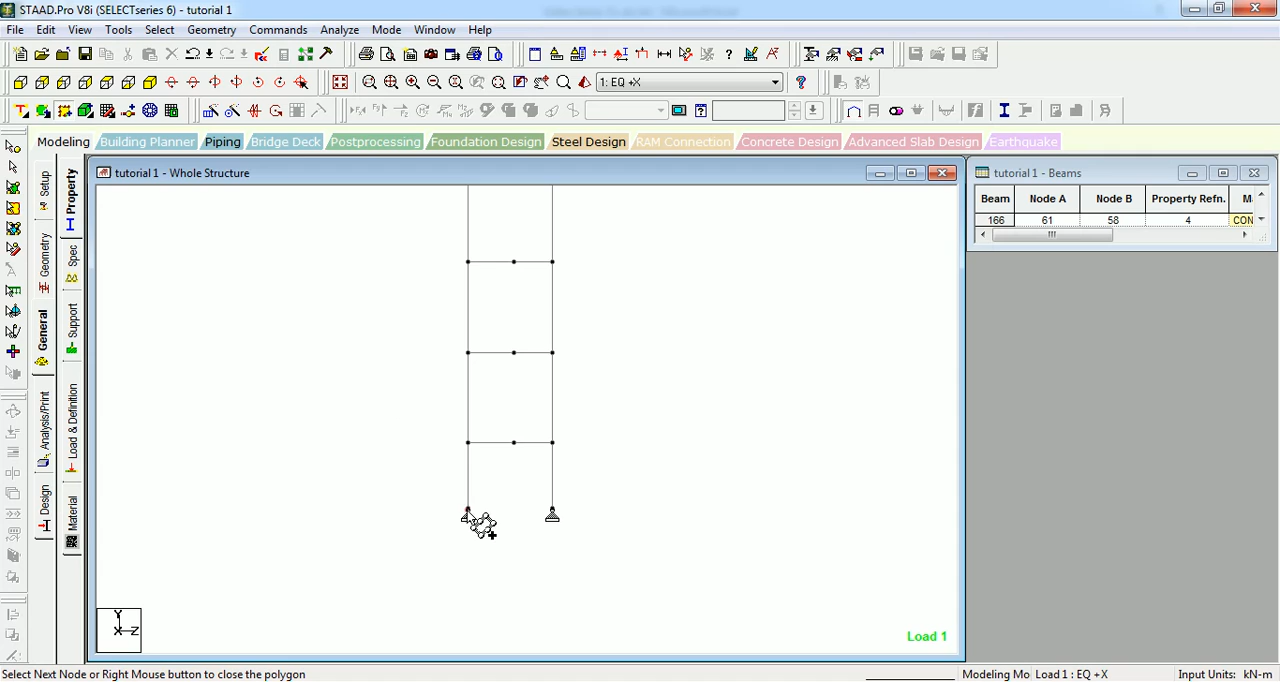 STAAD.Pro V8i (SELECTseries 6) - tutorial 1
File Edit View Tools Select Geometry Commands Analyze Mode Window Help
1: EQ +X
Modeling Building Planner Piping Bridge Deck Postprocessing Foundation Design Steel Design RAM Connection Concrete Design Advanced Slab Design Earthquake
tutorial 1 - Whole Structure
tutorial 1 - Beams
Beam Node A Node B Property Refn.
166 61 58 4 CON
Setup
Geometry
General
Analysis/Print
Design
Property
Spec
Support
Load & Definition
Material
Y
X Z
Load 1
Select Next Node or Right Mouse button to close the polygon
Modeling Mo Load 1 : EQ +X Input Units: kN-m